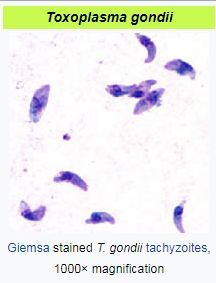 Toxoplasma gondii
Giemsa stained T. gondii tachyzoites,
1000× magnification